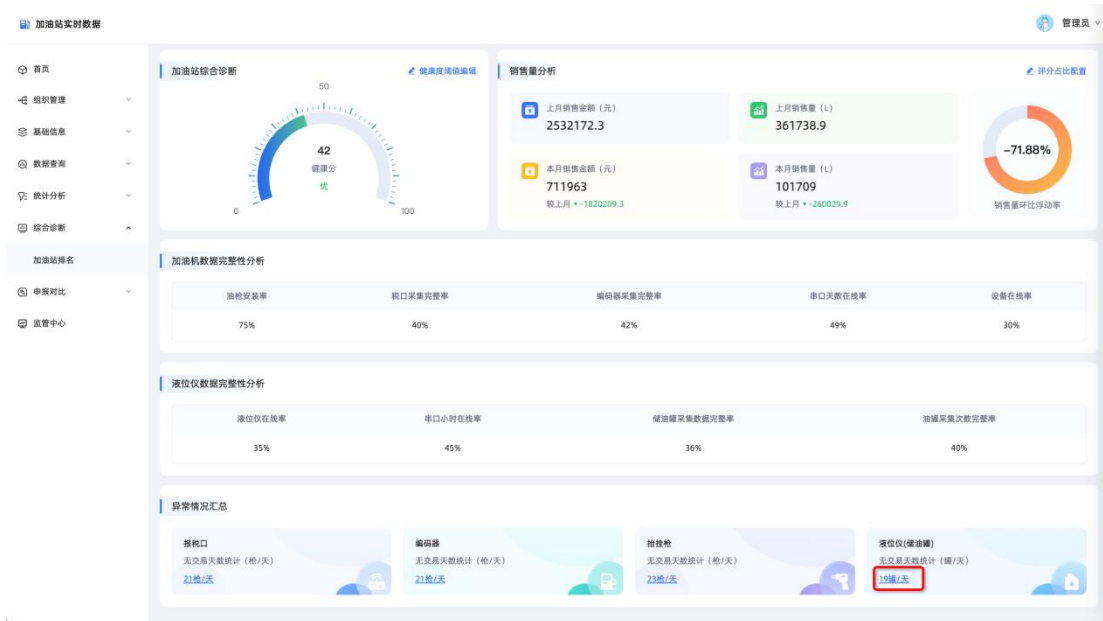 加油站实时数据
管理员
首页
组织管理
基础信息
数据查询
统计分析
综合诊断
加油站排名
申报对比
监管中心
加油站综合诊断
健康度阈值编辑
50
42
健康分
优
0
100
销售量分析
评分占比配置
上月销售金额（元）
2532172.3
上月销售量（L）
361738.9
本月销售金额（元）
711963
较上月 -1820209.3
本月销售量（L）
101709
较上月 -260029.9
-71.88%
销售量环比浮动率
加油机数据完整性分析
油枪安装率 税口采集完整率 编码器采集完整率 串口天数在线率 设备在线率
75% 40% 42% 49% 30%
液位仪数据完整性分析
液位仪在线率 串口小时在线率 储油罐采集数据完整率 油罐采集次数完整率
35% 45% 36% 40%
异常情况汇总
报税口
无交易天数统计（枪/天）
21枪/天
编码器
无交易天数统计（枪/天）
21枪/天
抬挂枪
无交易天数统计（枪/天）
23枪/天
液位仪(储油罐)
无交易天数统计（罐/天）
19罐/天